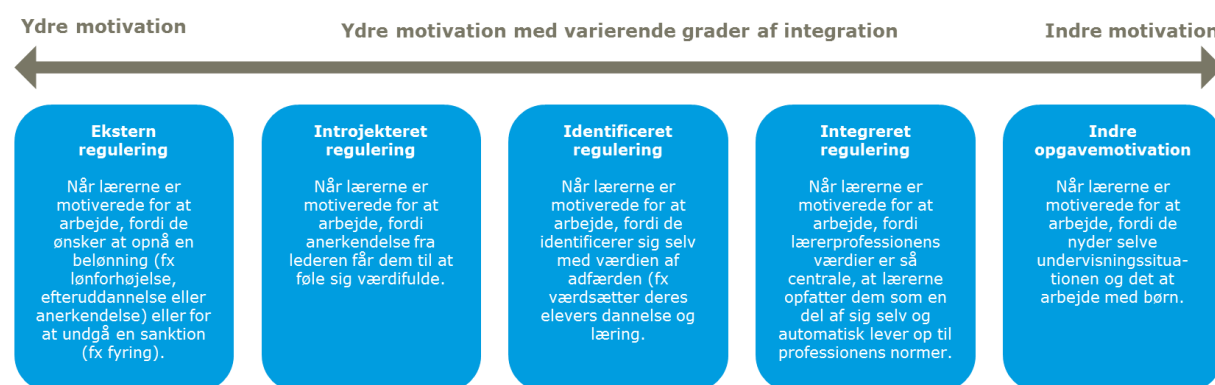 Ydre motivation
Ydre motivation med varierende grader af integration
Indre motivation
Ekstern
regulering
Når lærerne er
motiverede for at
arbejde, fordi de
ønsker at opnå en
belønning (fx
lønforhøjelse,
efteruddannelse eller
anerkendelse) eller for
at undgå en sanktion
(fx fyring).
Introjekteret
regulering
Når lærerne er
motiverede for at
arbejde, fordi
anerkendelse fra
lederen får dem til at
føle sig værdifulde.
Identificeret
regulering
Når lærerne er
motiverede for at
arbejde, fordi de
identificerer sig selv
med værdien af
adfærden (fx
værdsætter deres
elevers dannelse og
læring.
Integreret
regulering
Når lærerne er
motiverede for at
arbejde, fordi
lærerprofessionens
værdier er så
centrale, at lærerne
opfatter dem som en
del af sig selv og
automatisk lever op til
professionens normer.
Indre
opgavemotivation
Når lærerne er
motiverede for at
arbejde, fordi de
nyder selve
undervisningssitua-
tionen og det at
arbejde med børn.